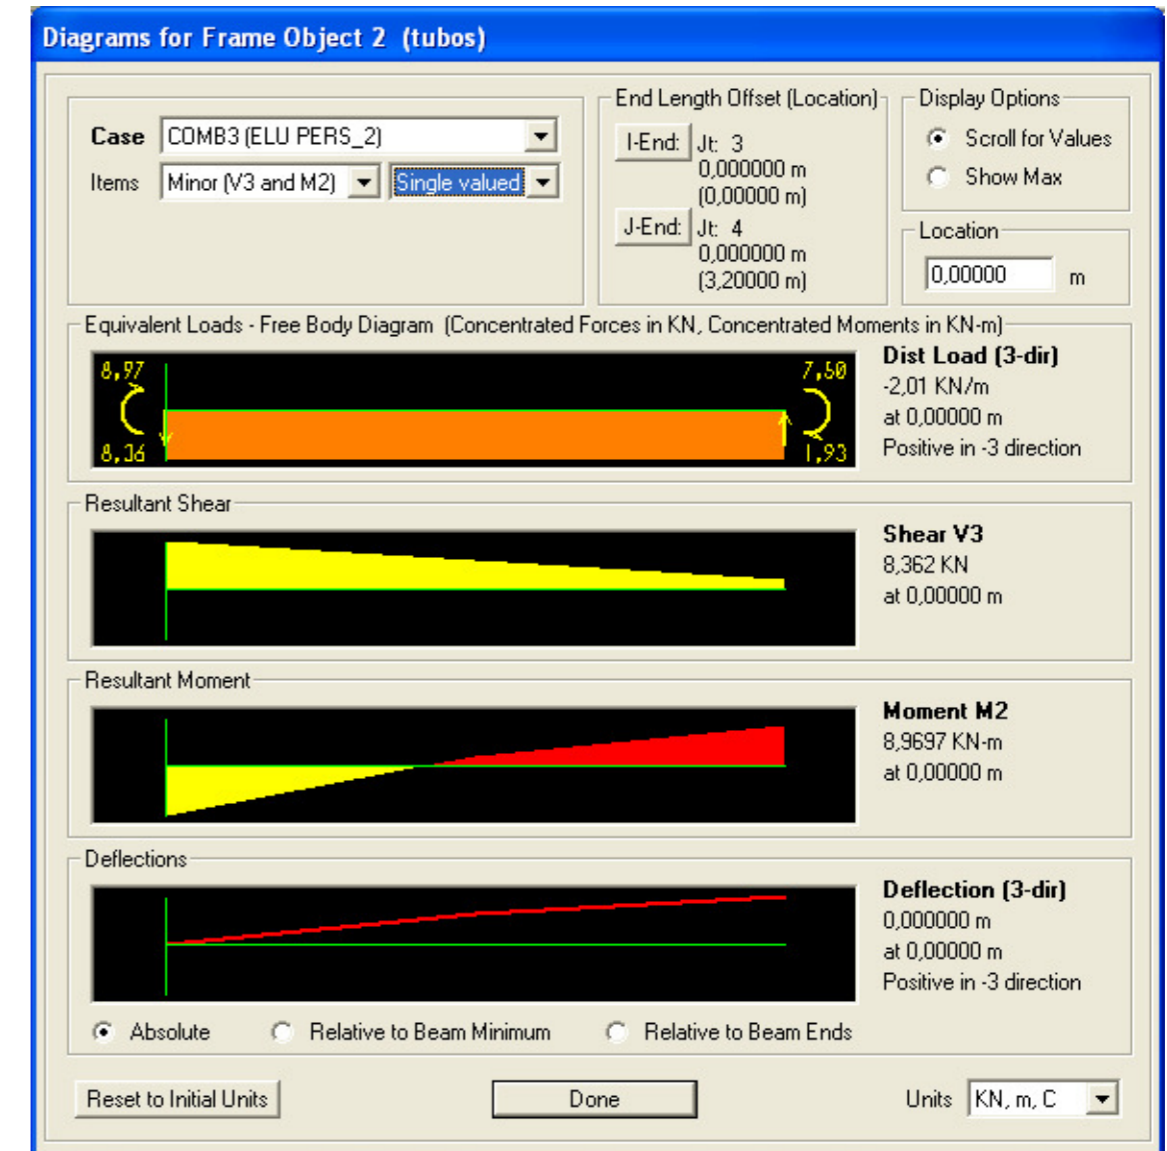 Diagrams for Frame Object 2 (tubos)
Case COMB3 (ELU PERS_2)
Items Minor (V3 and M2) Single valued
End Length Offset (Location)
I-End: Jt: 3
0,000000 m
(0,00000 m)
J-End: Jt: 4
0,000000 m
(3,20000 m)
Display Options
Scroll for Values
Show Max
Location
0,00000 m
Equivalent Loads - Free Body Diagram (Concentrated Forces in KN, Concentrated Moments in KN-m)
8,97
7,50
8,36
1,93
Dist Load (3-dir)
-2,01 KN/m
at 0,00000 m
Positive in -3 direction
Resultant Shear
Shear V3
8,362 KN
at 0,00000 m
Resultant Moment
Moment M2
8,9697 KN-m
at 0,00000 m
Deflections
Deflection (3-dir)
0,000000 m
at 0,00000 m
Positive in -3 direction
Absolute Relative to Beam Minimum Relative to Beam Ends
Reset to Initial Units Done Units KN, m, C